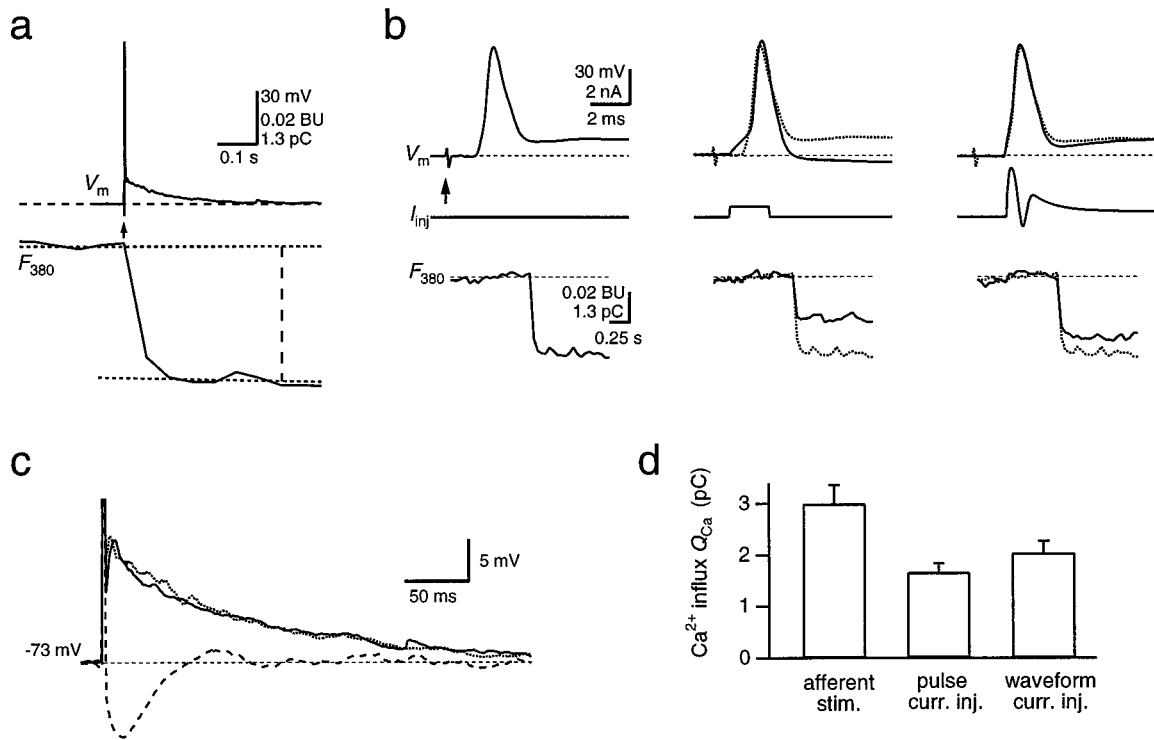 a
30 mV
0.02 BU
1.3 pC
0.1 s
Vm
F380
b
30 mV
2 nA
2 ms
Vm
Iinj
F380
0.02 BU
1.3 pC
0.25 s
c
5 mV
50 ms
-73 mV
d
Ca2+ influx QCa (pC)
3
2
1
0
afferent stim.
pulse curr. inj.
waveform curr. inj.